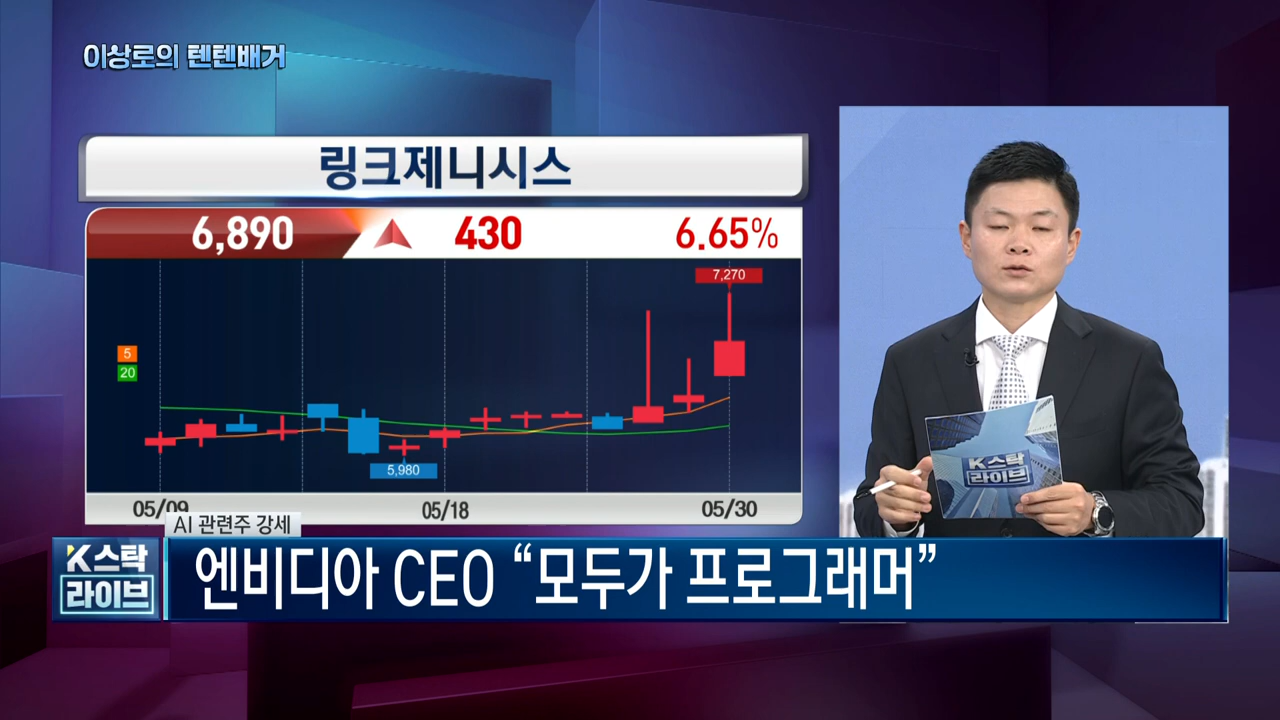 이상로의 텐텐배거
링크제니시스
6,890 ▲ 430 6.65%
7,270
5
20
5,980
05/09 05/18 05/30
AI 관련주 강세
K스탁
라이브
엔비디아 CEO “모두가 프로그래머”
K스탁
라이브